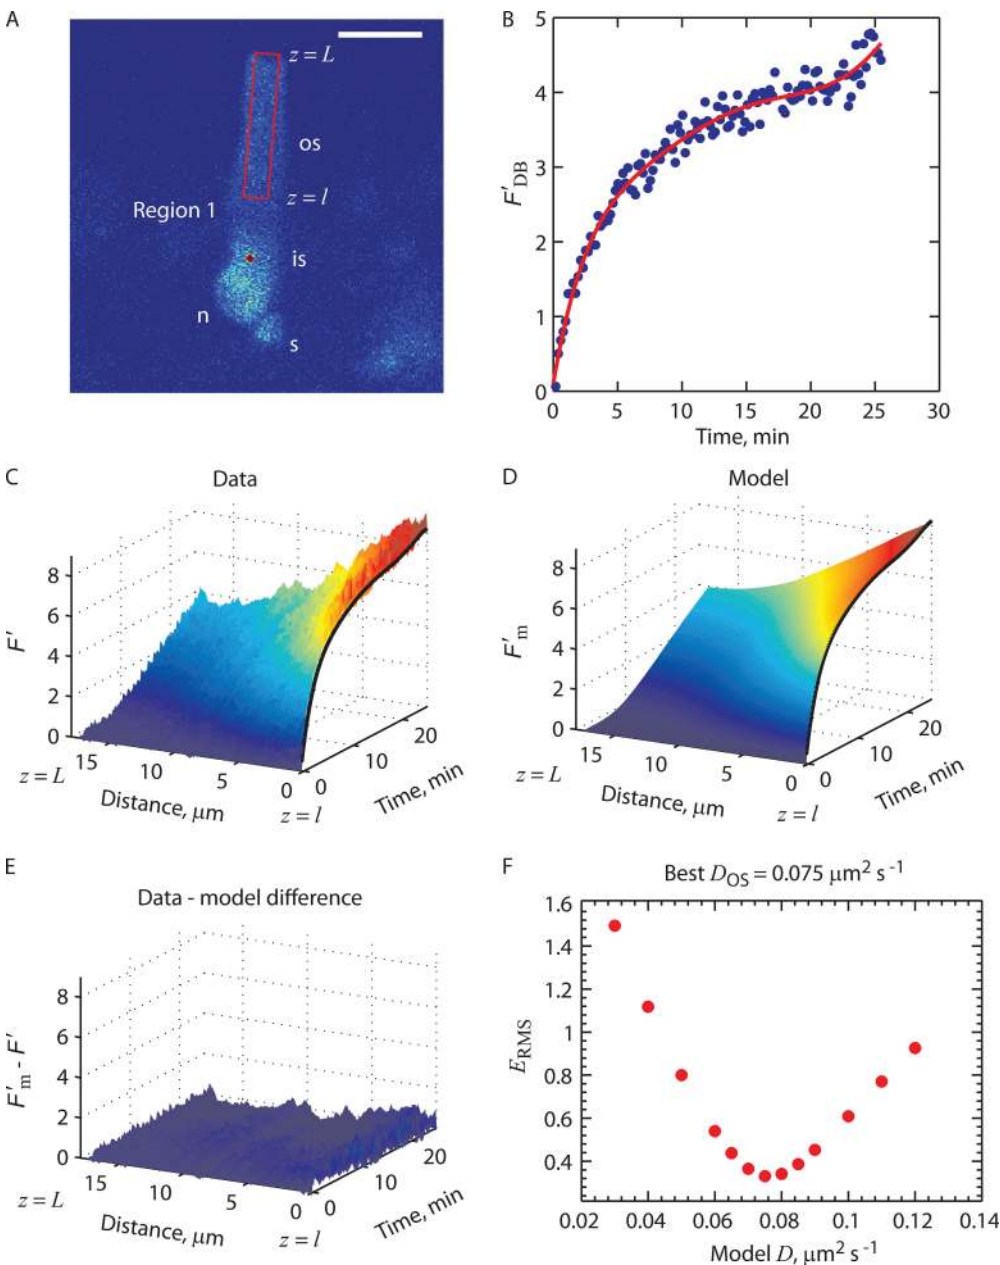 A
z = L
os
z = l
Region 1
is
n
s
B
5
4
3
2
1
0
F′DB
0 5 10 15 20 25 30
Time, min
C
Data
8
6
4
2
0
F′
15 10 5 0
z = L
Distance, μm
z = l
0 10 20
Time, min
D
Model
8
6
4
2
0
F′m
15 10 5 0
z = L
Distance, μm
z = l
0 10 20
Time, min
E
Data - model difference
8
6
4
2
0
F′m - F′
15 10 5 0
z = L
Distance, μm
z = l
0 10 20
Time, min
F
Best DOS = 0.075 μm² s⁻¹
1.6
1.4
1.2
1
0.8
0.6
0.4
ERMS
0.02 0.04 0.06 0.08 0.1 0.12 0.14
Model D, μm² s⁻¹